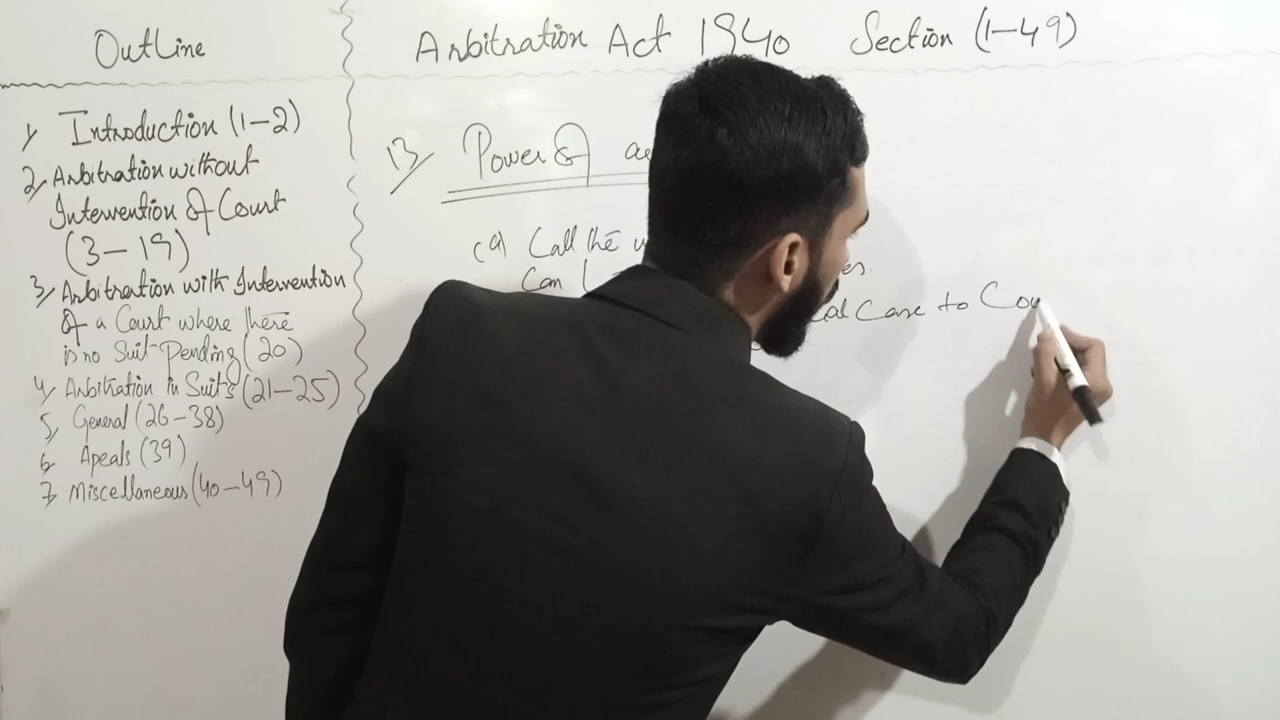 Outline
1, Introduction (1-2)
2, Arbitration without
Intervention of Court
(3-19)
3, Arbitration with Intervention
of a Court where there
is no Suit pending (20)
4, Arbitration in Suits (21-25)
5, General (26-38)
6, Apeals (39)
7, Miscellaneous (40-49)
Arbitration Act 1940 Section (1-49)
13, Power of
(a) Call the
Can
Case to Cou